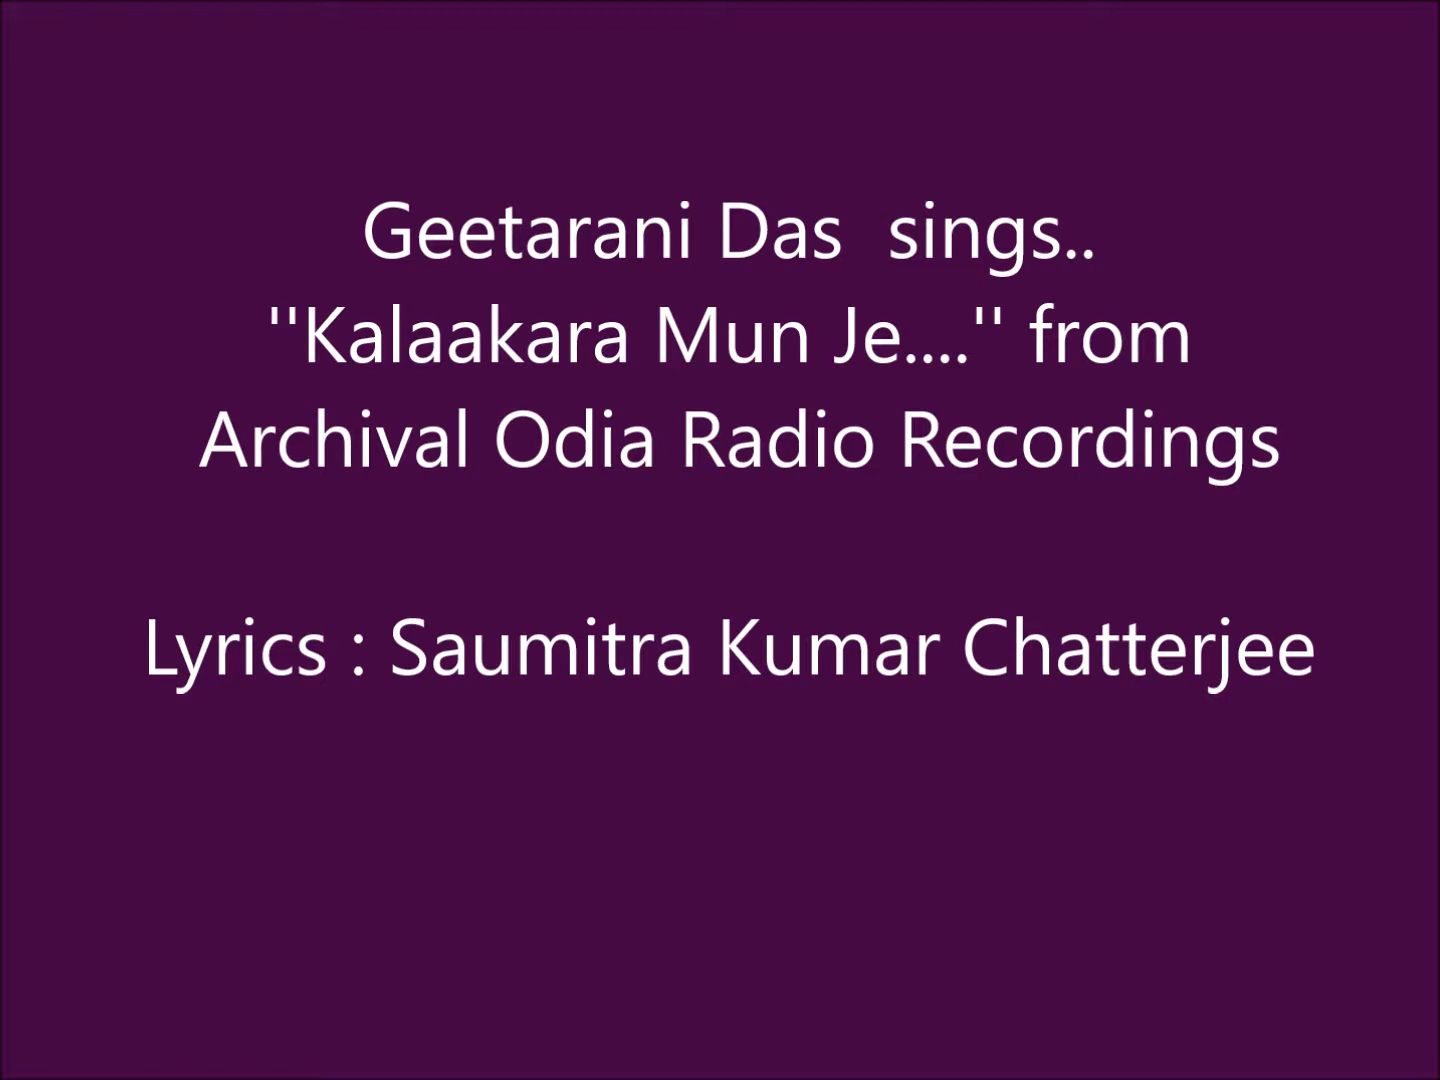 Geetarani Das  sings..
''Kalaakara Mun Je....'' from
Archival Odia Radio Recordings
Lyrics : Saumitra Kumar Chatterjee